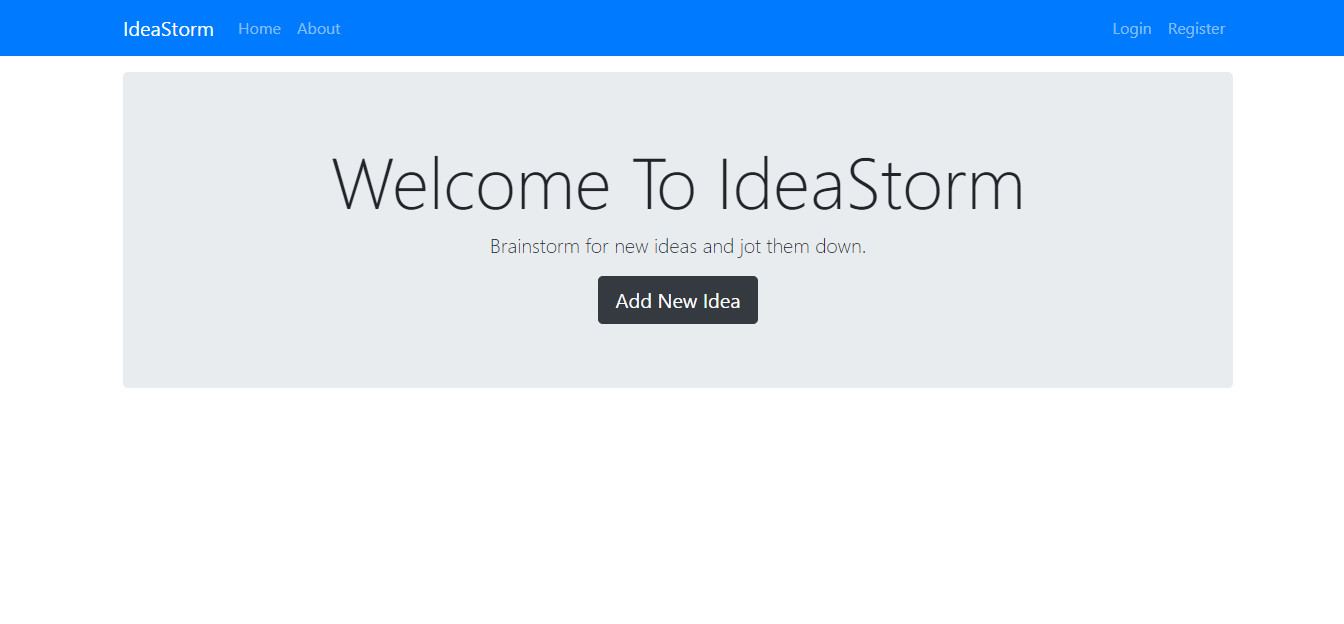 IdeaStorm Home About Login Register
Welcome To IdeaStorm
Brainstorm for new ideas and jot them down.
Add New Idea